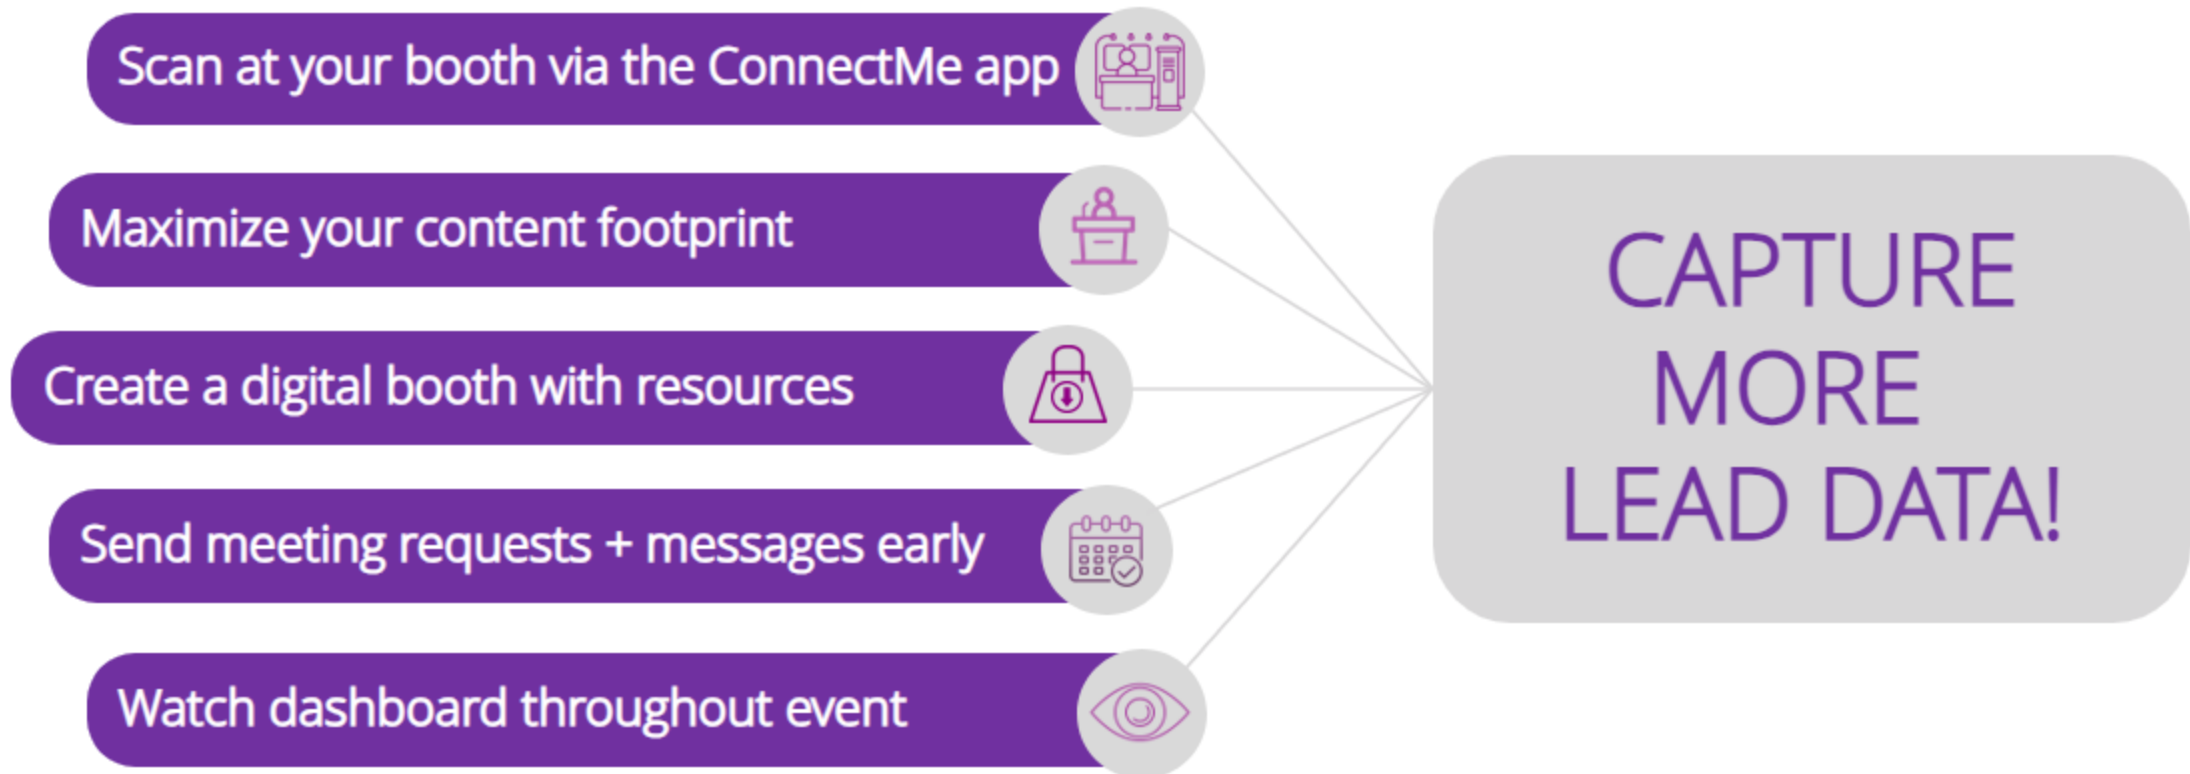 Scan at your booth via the ConnectMe app
Maximize your content footprint
Create a digital booth with resources
Send meeting requests + messages early
Watch dashboard throughout event
CAPTURE
MORE
LEAD DATA!